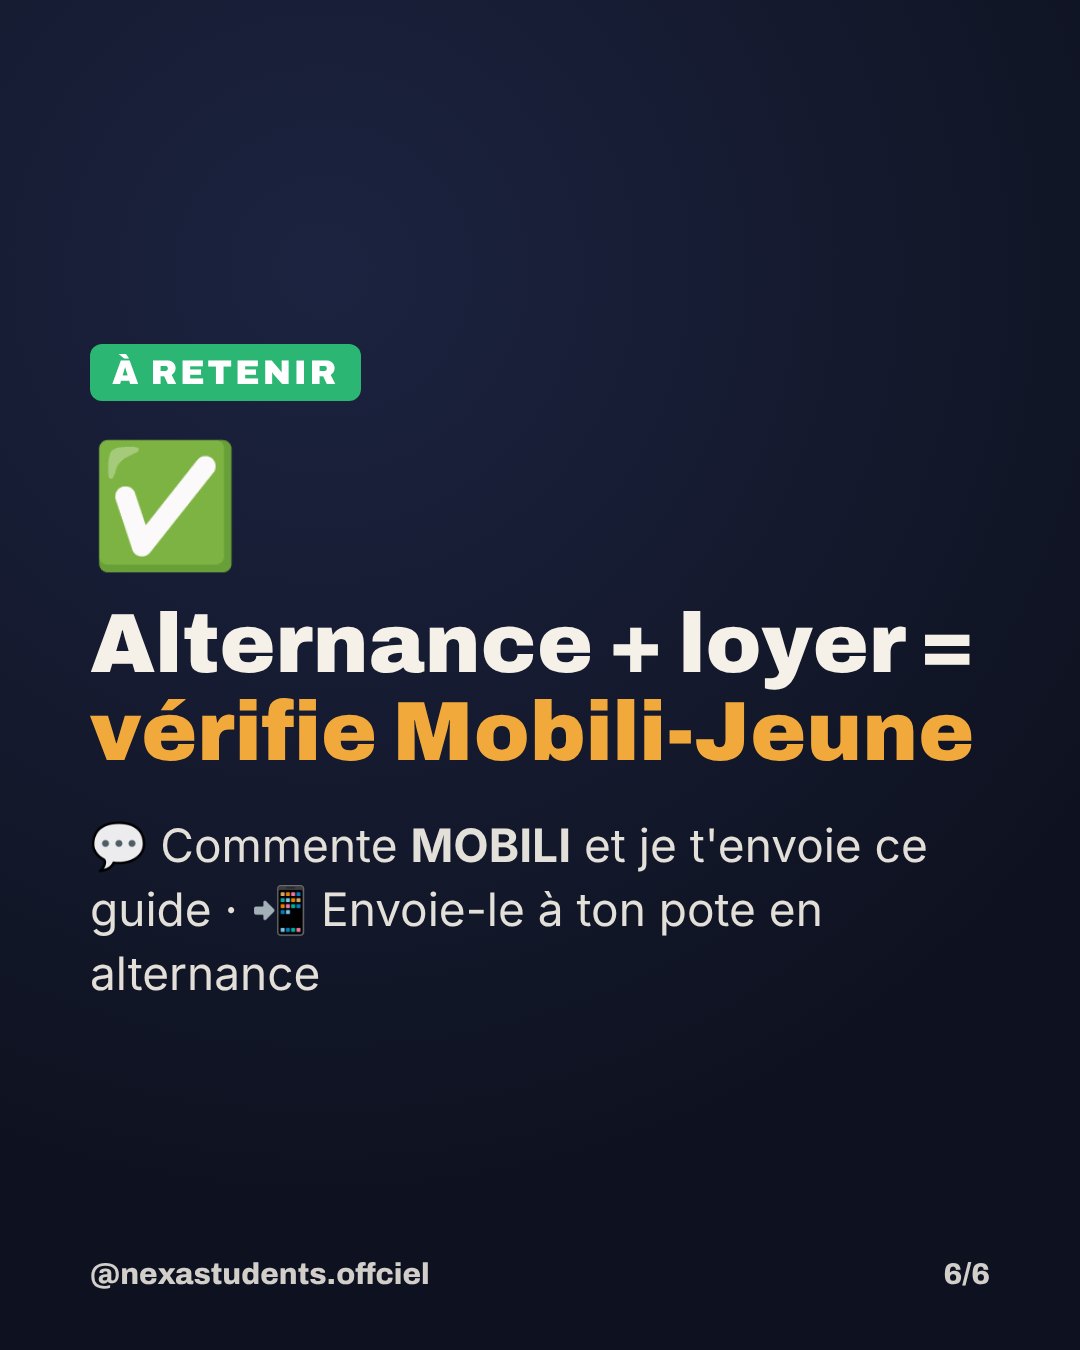 À RETENIR
✅
Alternance + loyer =
vérifie Mobili-Jeune
💬 Commente MOBILI et je t'envoie ce
guide · 📲 Envoie-le à ton pote en
alternance
@nexastudents.offciel
6/6